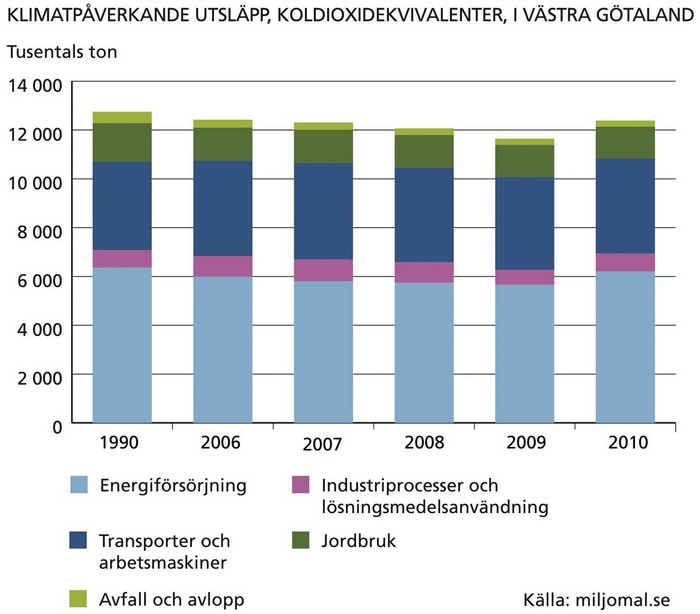 KLIMATPÅVERKANDE UTSLÄPP, KOLDIOXIDEKVIVALENTER, I VÄSTRA GÖTALAND
Tusentals ton
14 000
12 000
10 000
8 000
6 000
4 000
2 000
0
1990 2006 2007 2008 2009 2010
Energiförsörjning
Industriprocesser och
lösningsmedelsanvändning
Transporter och
arbetsmaskiner
Jordbruk
Avfall och avlopp
Källa: miljomal.se